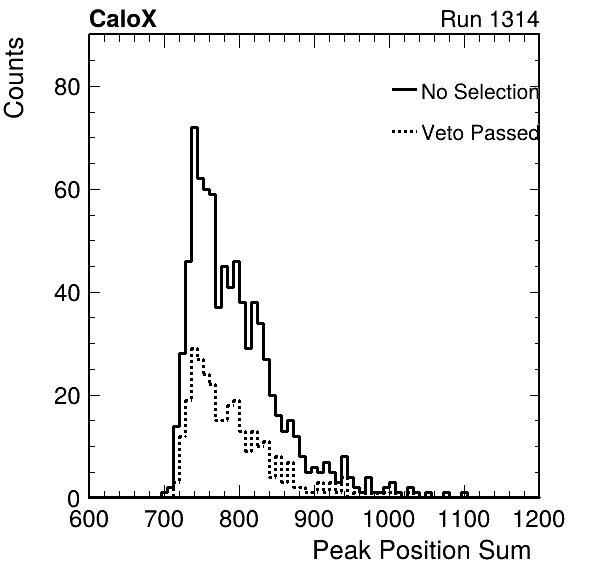 CaloX Run 1314
Counts
80
60
40
20
0
No Selection
Veto Passed
600 700 800 900 1000 1100 1200
Peak Position Sum